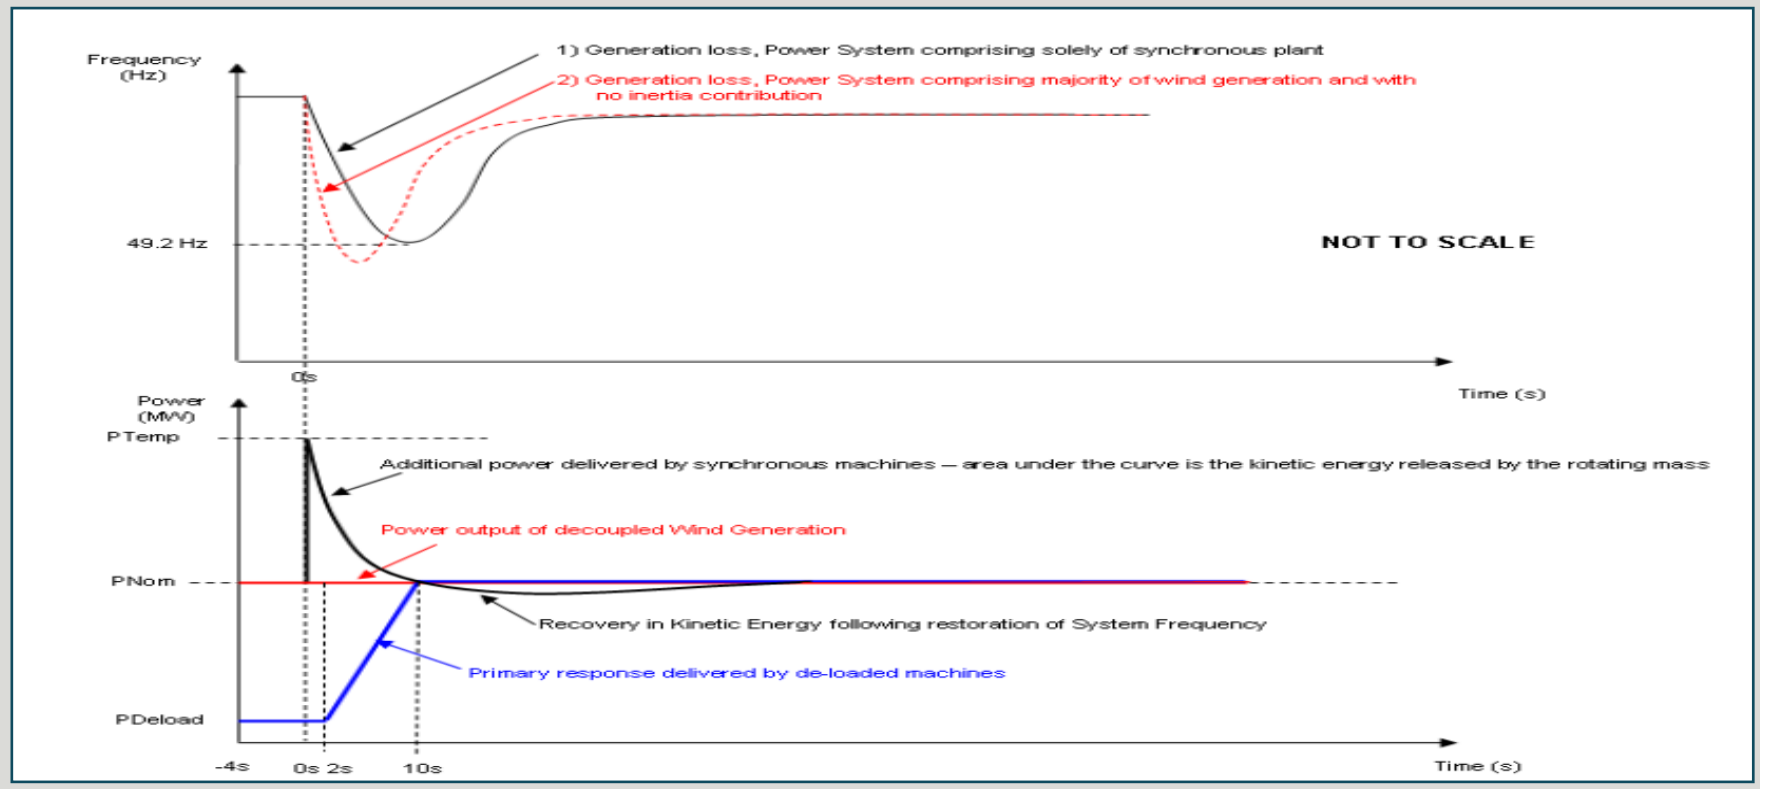 Frequency
(Hz)
1) Generation loss, Power System comprising solely of synchronous plant
2) Generation loss, Power System comprising majority of wind generation and with
no inertia contribution
49.2 Hz
NOT TO SCALE
0s
Time (s)
Power
(MW)
PTemp
Additional power delivered by synchronous machines – area under the curve is the kinetic energy released by the rotating mass
Power output of decoupled Wind Generation
PNom
Recovery in Kinetic Energy following restoration of System Frequency
Primary response delivered by de-loaded machines
PDeload
-4s 0s 2s 10s
Time (s)